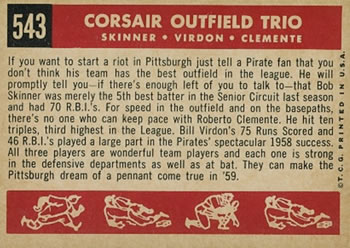 543
CORSAIR OUTFIELD TRIO
SKINNER • VIRDON • CLEMENTE
If you want to start a riot in Pittsburgh just tell a Pirate fan that you
don't think his team has the best outfield in the league. He will
promptly tell you—if there's enough left of you to talk to—that Bob
Skinner was merely the 5th best batter in the Senior Circuit last season
and had 70 R.B.I.'s. For speed in the outfield and on the basepaths,
there's no one who can keep pace with Roberto Clemente. He hit ten
triples, third highest in the League. Bill Virdon's 75 Runs Scored and
46 R.B.I.'s played a large part in the Pirates' spectacular 1958 success.
All three players are wonderful team players and each one is strong
in the defensive departments as well as at bat. They can make the
Pittsburgh dream of a pennant come true in '59.
© T.C.G. PRINTED IN U.S.A.